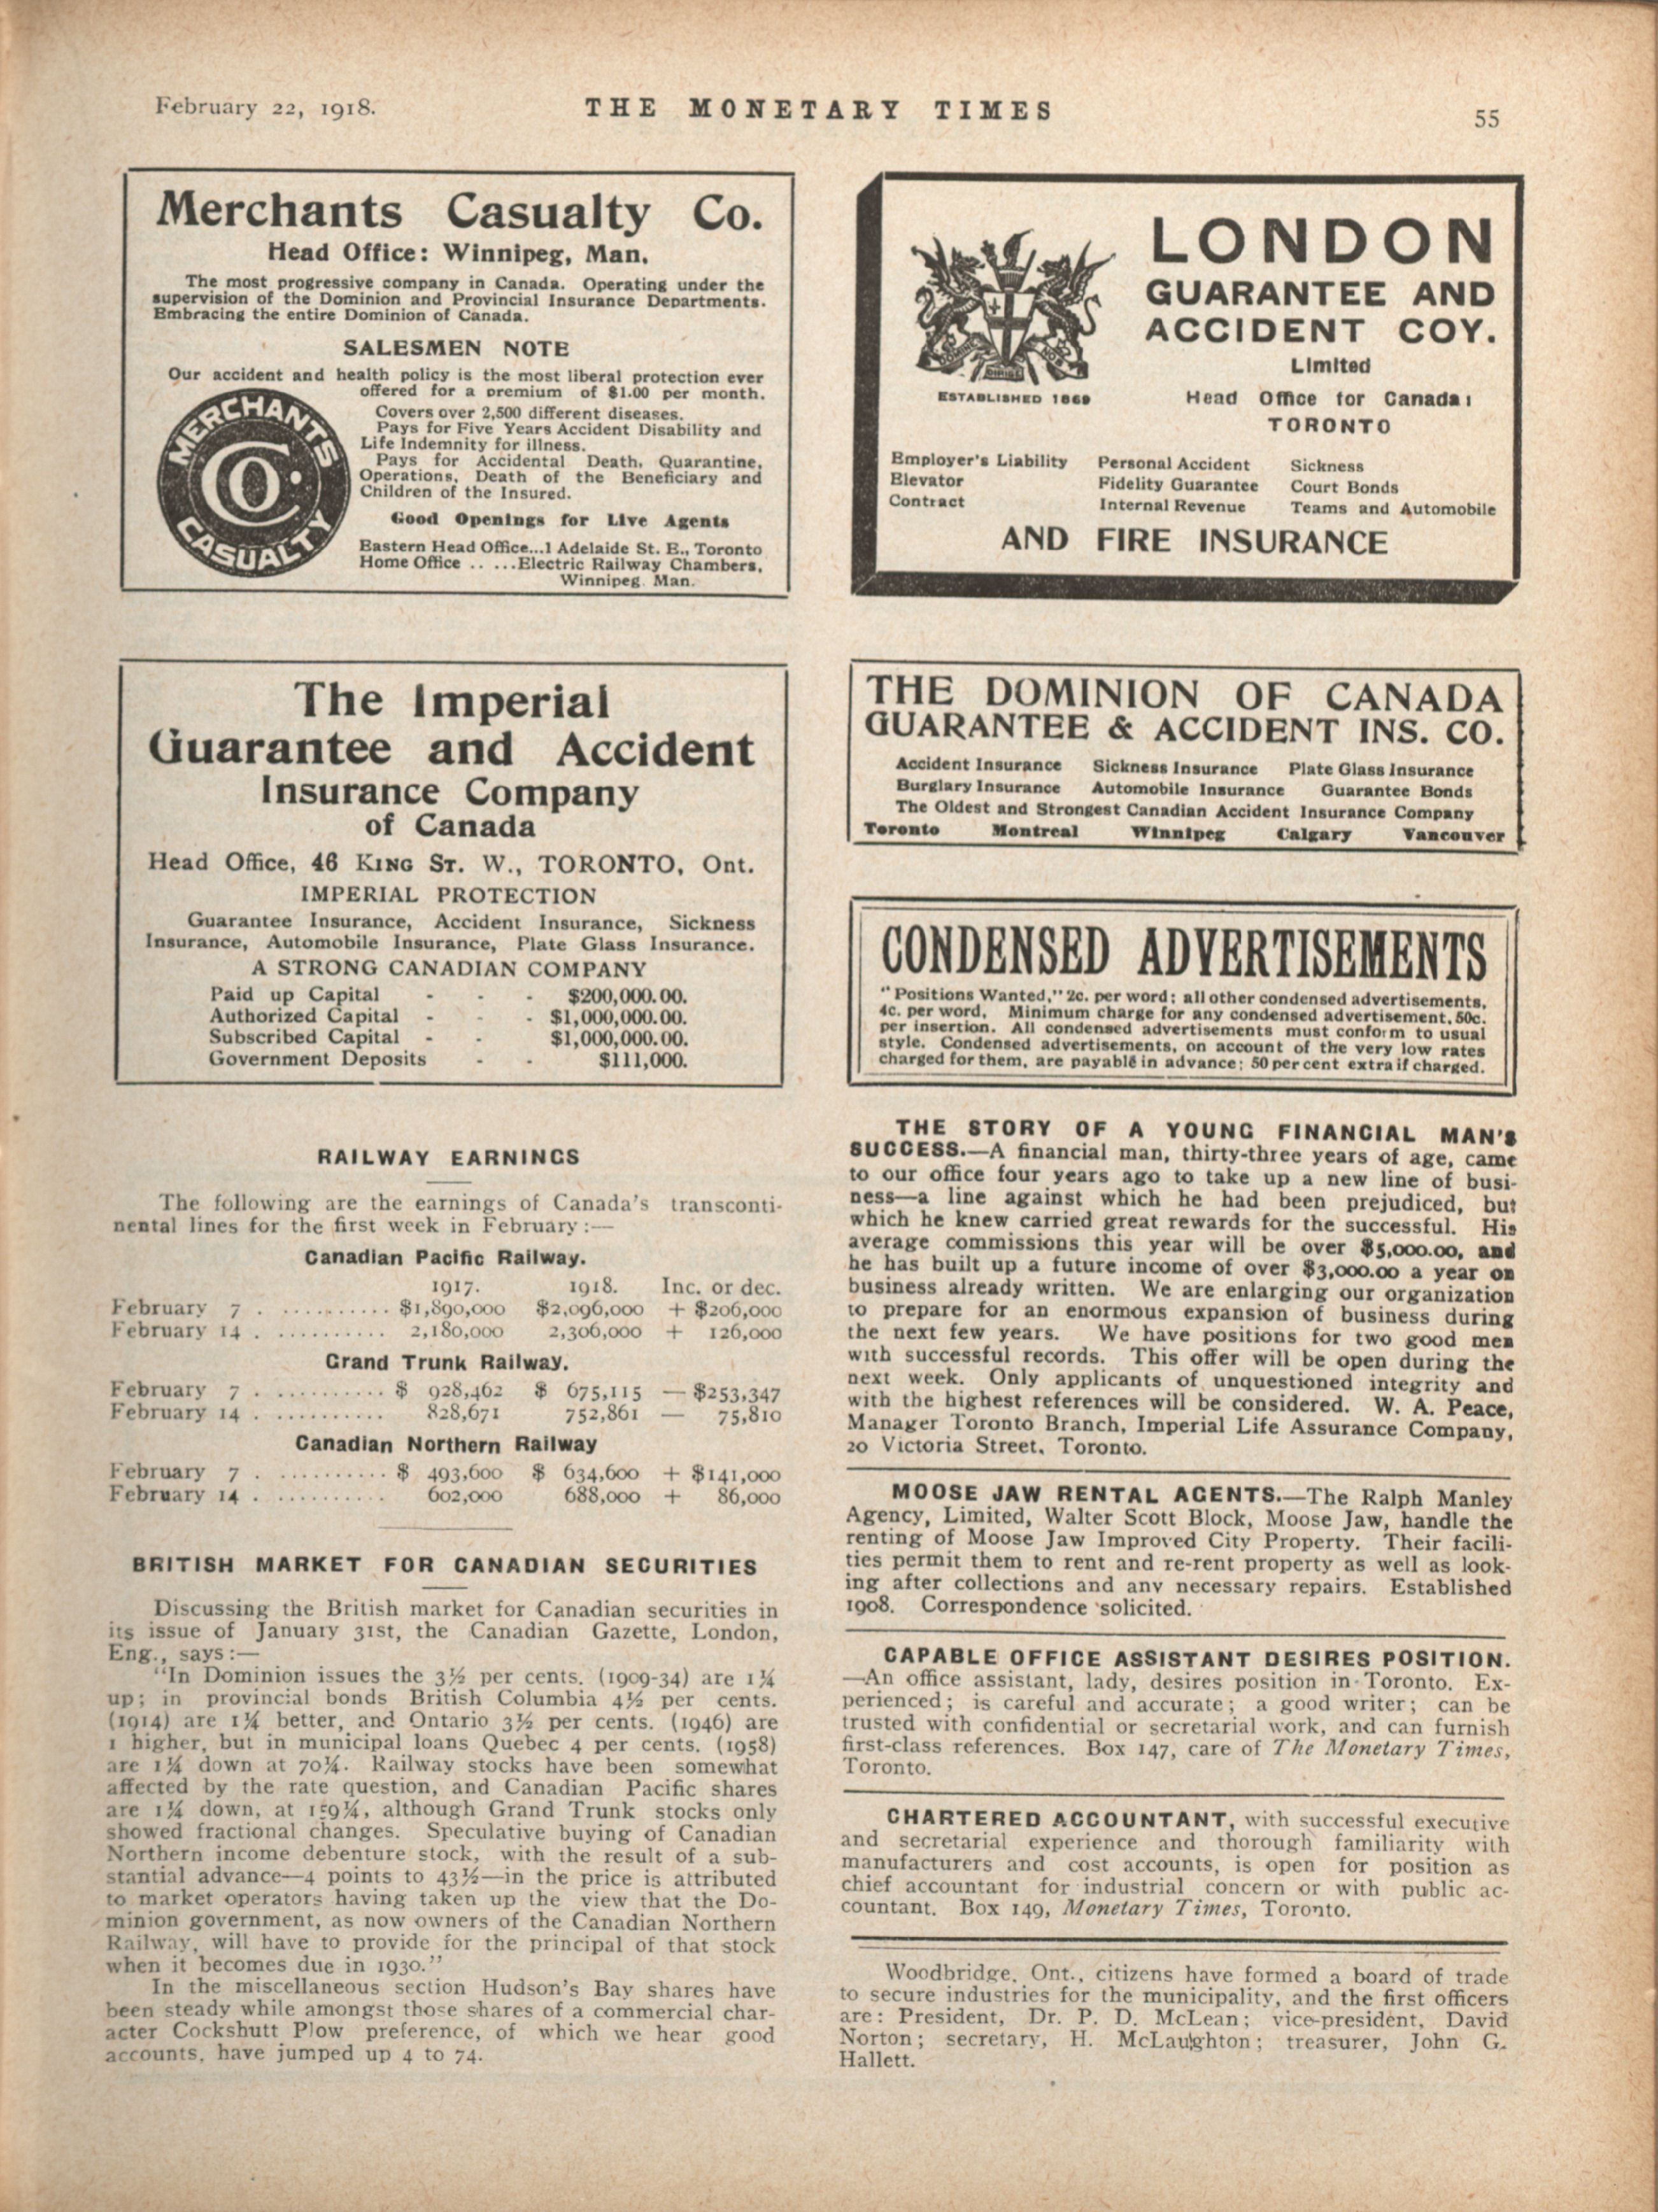 February 22, 1918.
THE MONETARY TIMES
55
Merchants Casualty Co.
Head Office: Winnipeg, Man.
The most progressive company in Canada. Operating under the
supervision of the Dominion and Provincial Insurance Departments.
Embracing the entire Dominion of Canada.
SALESMEN NOTE
Our accident and health policy is the most liberal protection ever
offered for a premium of $1.00 per month.
Covers over 2,500 different diseases.
Pays for Five Years Accident Disability and
Life Indemnity for illness.
Pays for Accidental Death, Quarantine,
Operations, Death of the Beneficiary and
Children of the Insured.
Good Openings for Live Agents
Eastern Head Office...1 Adelaide St. E., Toronto
Home Office .. ...Electric Railway Chambers,
Winnipeg, Man.
MERCHANTS
CO.
CASUALTY
LONDON
GUARANTEE AND
ACCIDENT COY.
Limited
ESTABLISHED 1869
Head Office for Canada:
TORONTO
Employer's Liability Personal Accident Sickness
Elevator Fidelity Guarantee Court Bonds
Contract Internal Revenue Teams and Automobile
AND FIRE INSURANCE
The Imperial
Guarantee and Accident
Insurance Company
of Canada
Head Office, 46 KING ST. W., TORONTO, Ont.
IMPERIAL PROTECTION
Guarantee Insurance, Accident Insurance, Sickness
Insurance, Automobile Insurance, Plate Glass Insurance.
A STRONG CANADIAN COMPANY
Paid up Capital - - - $200,000.00.
Authorized Capital - - - $1,000,000.00.
Subscribed Capital - - $1,000,000.00.
Government Deposits - - $111,000.
THE DOMINION OF CANADA
GUARANTEE & ACCIDENT INS. CO.
Accident Insurance Sickness Insurance Plate Glass Insurance
Burglary Insurance Automobile Insurance Guarantee Bonds
The Oldest and Strongest Canadian Accident Insurance Company
Toronto Montreal Winnipeg Calgary Vancouver
CONDENSED ADVERTISEMENTS
"Positions Wanted," 2c. per word; all other condensed advertisements,
4c. per word. Minimum charge for any condensed advertisement, 50c.
per insertion. All condensed advertisements must conform to usual
style. Condensed advertisements, on account of the very low rates
charged for them, are payable in advance; 50 per cent extra if charged.
RAILWAY EARNINGS
The following are the earnings of Canada's transconti-
nental lines for the first week in February:—
Canadian Pacific Railway.
1917. 1918. Inc. or dec.
February 7 . .......... $1,890,000 $2,096,000 + $206,000
February 14 . .......... 2,180,000 2,306,000 + 126,000
Grand Trunk Railway.
February 7 . .......... $ 928,462 $ 675,115 — $253,347
February 14 . .......... 828,671 752,861 — 75,810
Canadian Northern Railway
February 7 . .......... $ 493,600 $ 634,600 + $141,000
February 14 . .......... 602,000 688,000 + 86,000
BRITISH MARKET FOR CANADIAN SECURITIES
Discussing the British market for Canadian securities in
its issue of January 31st, the Canadian Gazette, London,
Eng., says:—
"In Dominion issues the 3½ per cents. (1909-34) are 1¼
up; in provincial bonds British Columbia 4½ per cents.
(1914) are 1¼ better, and Ontario 3½ per cents. (1946) are
1 higher, but in municipal loans Quebec 4 per cents. (1958)
are 1¼ down at 70¼. Railway stocks have been somewhat
affected by the rate question, and Canadian Pacific shares
are 1¼ down, at 159¼, although Grand Trunk stocks only
showed fractional changes. Speculative buying of Canadian
Northern income debenture stock, with the result of a sub-
stantial advance—4 points to 43½—in the price is attributed
to market operators having taken up the view that the Do-
minion government, as now owners of the Canadian Northern
Railway, will have to provide for the principal of that stock
when it becomes due in 1930."
In the miscellaneous section Hudson's Bay shares have
been steady while amongst those shares of a commercial char-
acter Cockshutt Plow preference, of which we hear good
accounts, have jumped up 4 to 74.
THE STORY OF A YOUNG FINANCIAL MAN'S
SUCCESS.—A financial man, thirty-three years of age, came
to our office four years ago to take up a new line of busi-
ness—a line against which he had been prejudiced, but
which he knew carried great rewards for the successful. His
average commissions this year will be over $5,000.00, and
he has built up a future income of over $3,000.00 a year on
business already written. We are enlarging our organization
to prepare for an enormous expansion of business during
the next few years. We have positions for two good men
with successful records. This offer will be open during the
next week. Only applicants of unquestioned integrity and
with the highest references will be considered. W. A. Peace,
Manager Toronto Branch, Imperial Life Assurance Company,
20 Victoria Street, Toronto.
MOOSE JAW RENTAL AGENTS.—The Ralph Manley
Agency, Limited, Walter Scott Block, Moose Jaw, handle the
renting of Moose Jaw Improved City Property. Their facili-
ties permit them to rent and re-rent property as well as look-
ing after collections and any necessary repairs. Established
1908. Correspondence solicited.
CAPABLE OFFICE ASSISTANT DESIRES POSITION.
—An office assistant, lady, desires position in Toronto. Ex-
perienced; is careful and accurate; a good writer; can be
trusted with confidential or secretarial work, and can furnish
first-class references. Box 147, care of The Monetary Times,
Toronto.
CHARTERED ACCOUNTANT, with successful executive
and secretarial experience and thorough familiarity with
manufacturers and cost accounts, is open for position as
chief accountant for industrial concern or with public ac-
countant. Box 149, Monetary Times, Toronto.
Woodbridge, Ont., citizens have formed a board of trade
to secure industries for the municipality, and the first officers
are: President, Dr. P. D. McLean; vice-president, David
Norton; secretary, H. McLaughton; treasurer, John G.
Hallett.